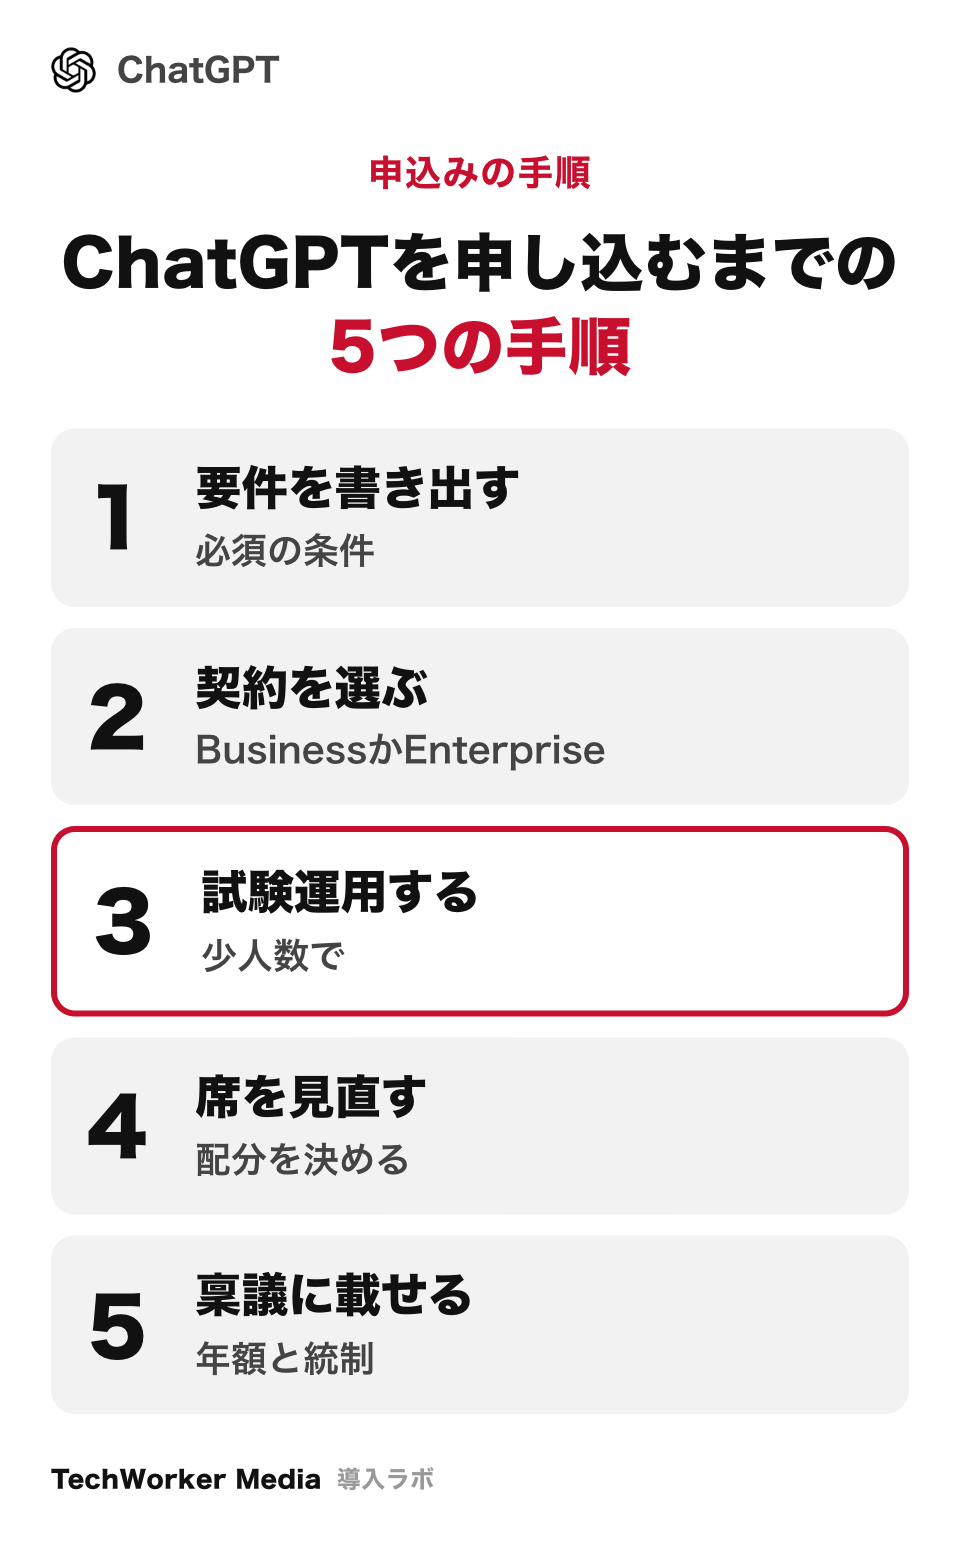 ChatGPT
申込みの手順
ChatGPTを申し込むまでの
5つの手順
1
要件を書き出す
必須の条件
2
契約を選ぶ
BusinessかEnterprise
3
試験運用する
少人数で
4
席を見直す
配分を決める
5
稟議に載せる
年額と統制
TechWorker Media 導入ラボ